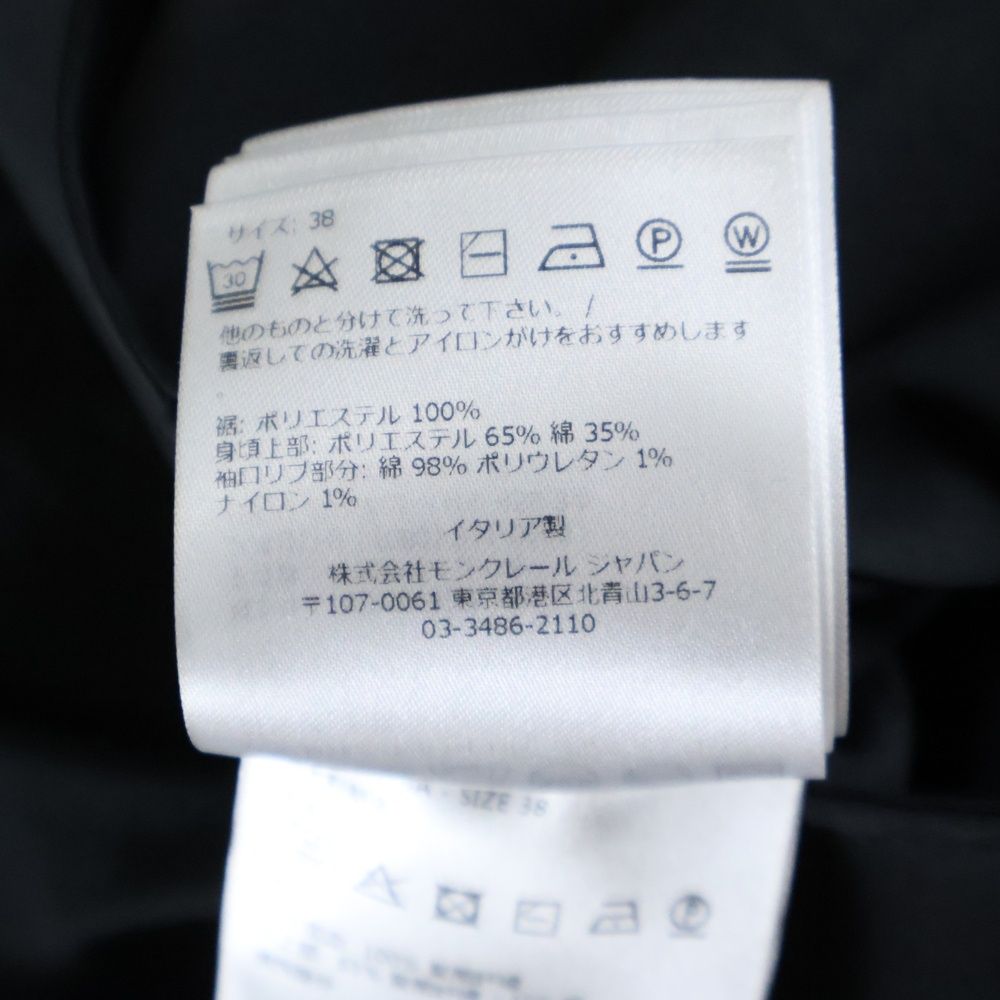 サイズ: 38
30
P
W
他のものと分けて洗って下さい。/
裏返しての洗濯とアイロンがけをおすすめします
裾: ポリエステル 100%
身頃上部: ポリエステル 65% 綿 35%
袖口リブ部分: 綿 98% ポリウレタン 1%
ナイロン 1%
イタリア製
株式会社モンクレール ジャパン
〒107-0061 東京都港区北青山3-6-7
03-3486-2110
- SIZE 38
P